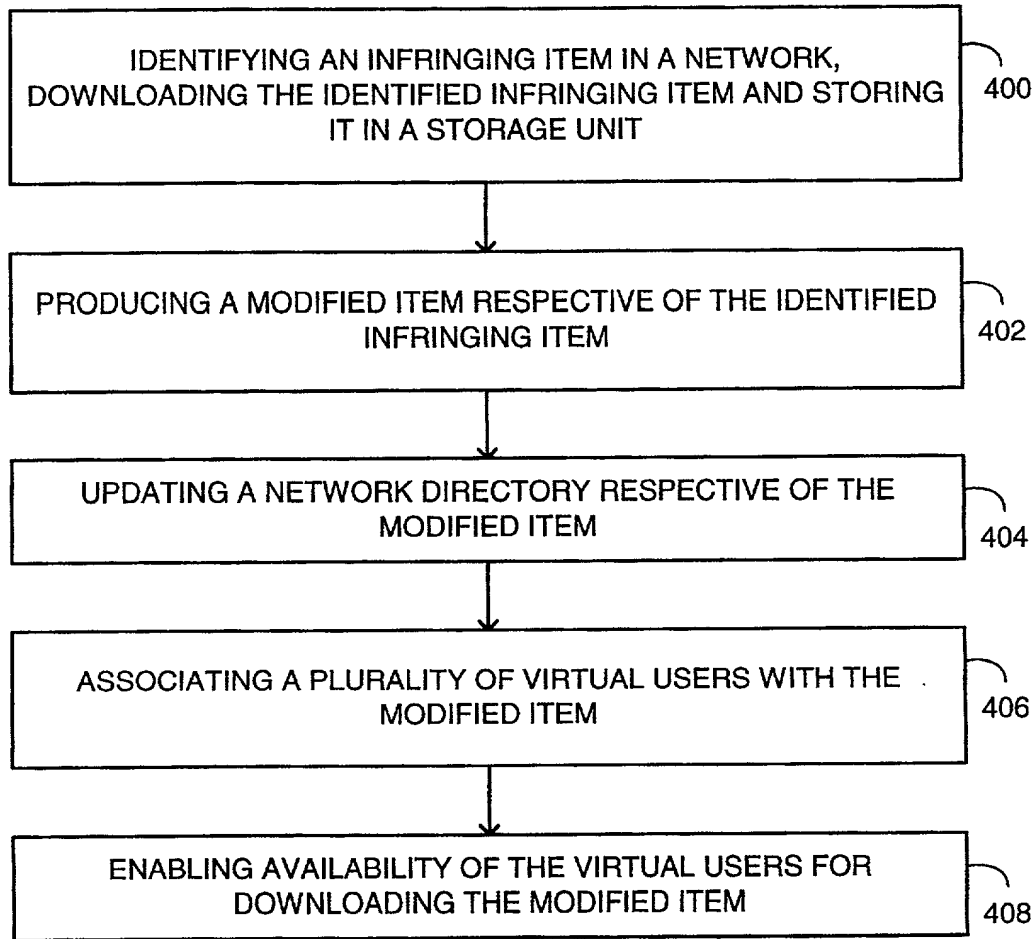 IDENTIFYING AN INFRINGING ITEM IN A NETWORK,
DOWNLOADING THE IDENTIFIED INFRINGING ITEM AND STORING
IT IN A STORAGE UNIT
400
PRODUCING A MODIFIED ITEM RESPECTIVE OF THE IDENTIFIED
INFRINGING ITEM
402
UPDATING A NETWORK DIRECTORY RESPECTIVE OF THE
MODIFIED ITEM
404
ASSOCIATING A PLURALITY OF VIRTUAL USERS WITH THE
MODIFIED ITEM
406
ENABLING AVAILABILITY OF THE VIRTUAL USERS FOR
DOWNLOADING THE MODIFIED ITEM
408